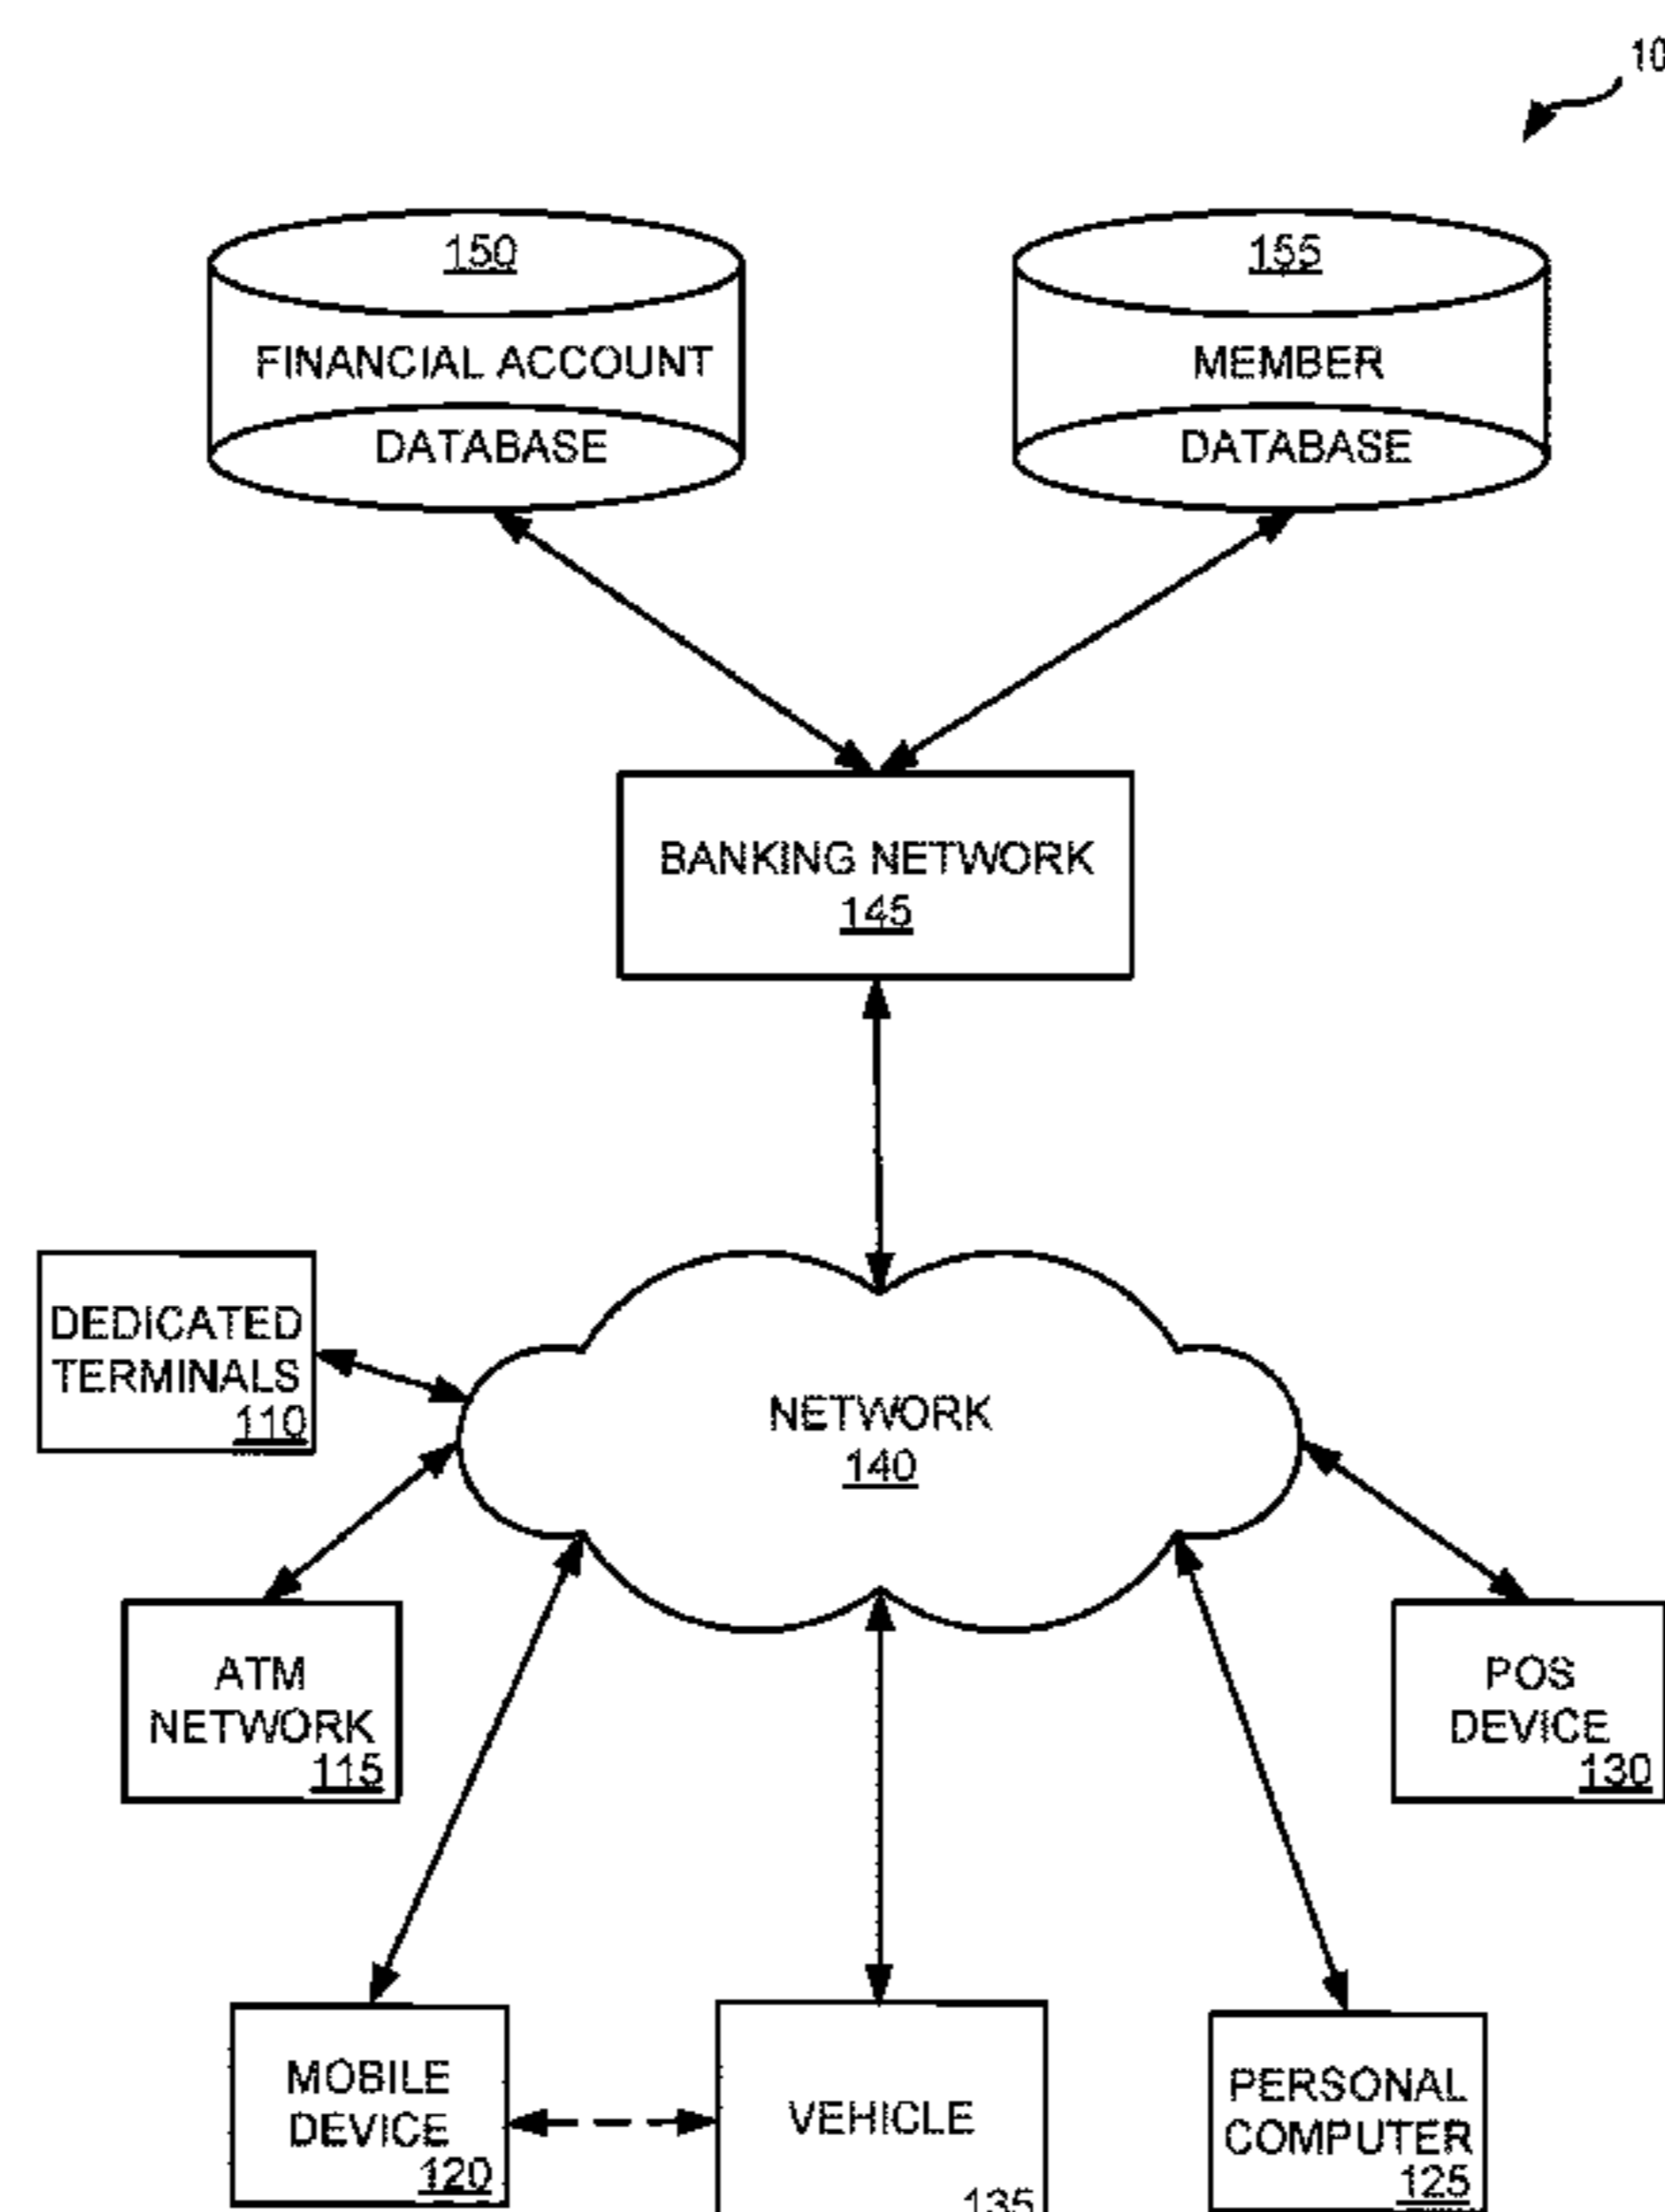 10
150
FINANCIAL ACCOUNT
DATABASE
155
MEMBER
DATABASE
BANKING NETWORK
145
DEDICATED
TERMINALS
110
NETWORK
140
ATM
NETWORK
115
POS
DEVICE
130
MOBILE
DEVICE
120
VEHICLE
135
PERSONAL
COMPUTER
125